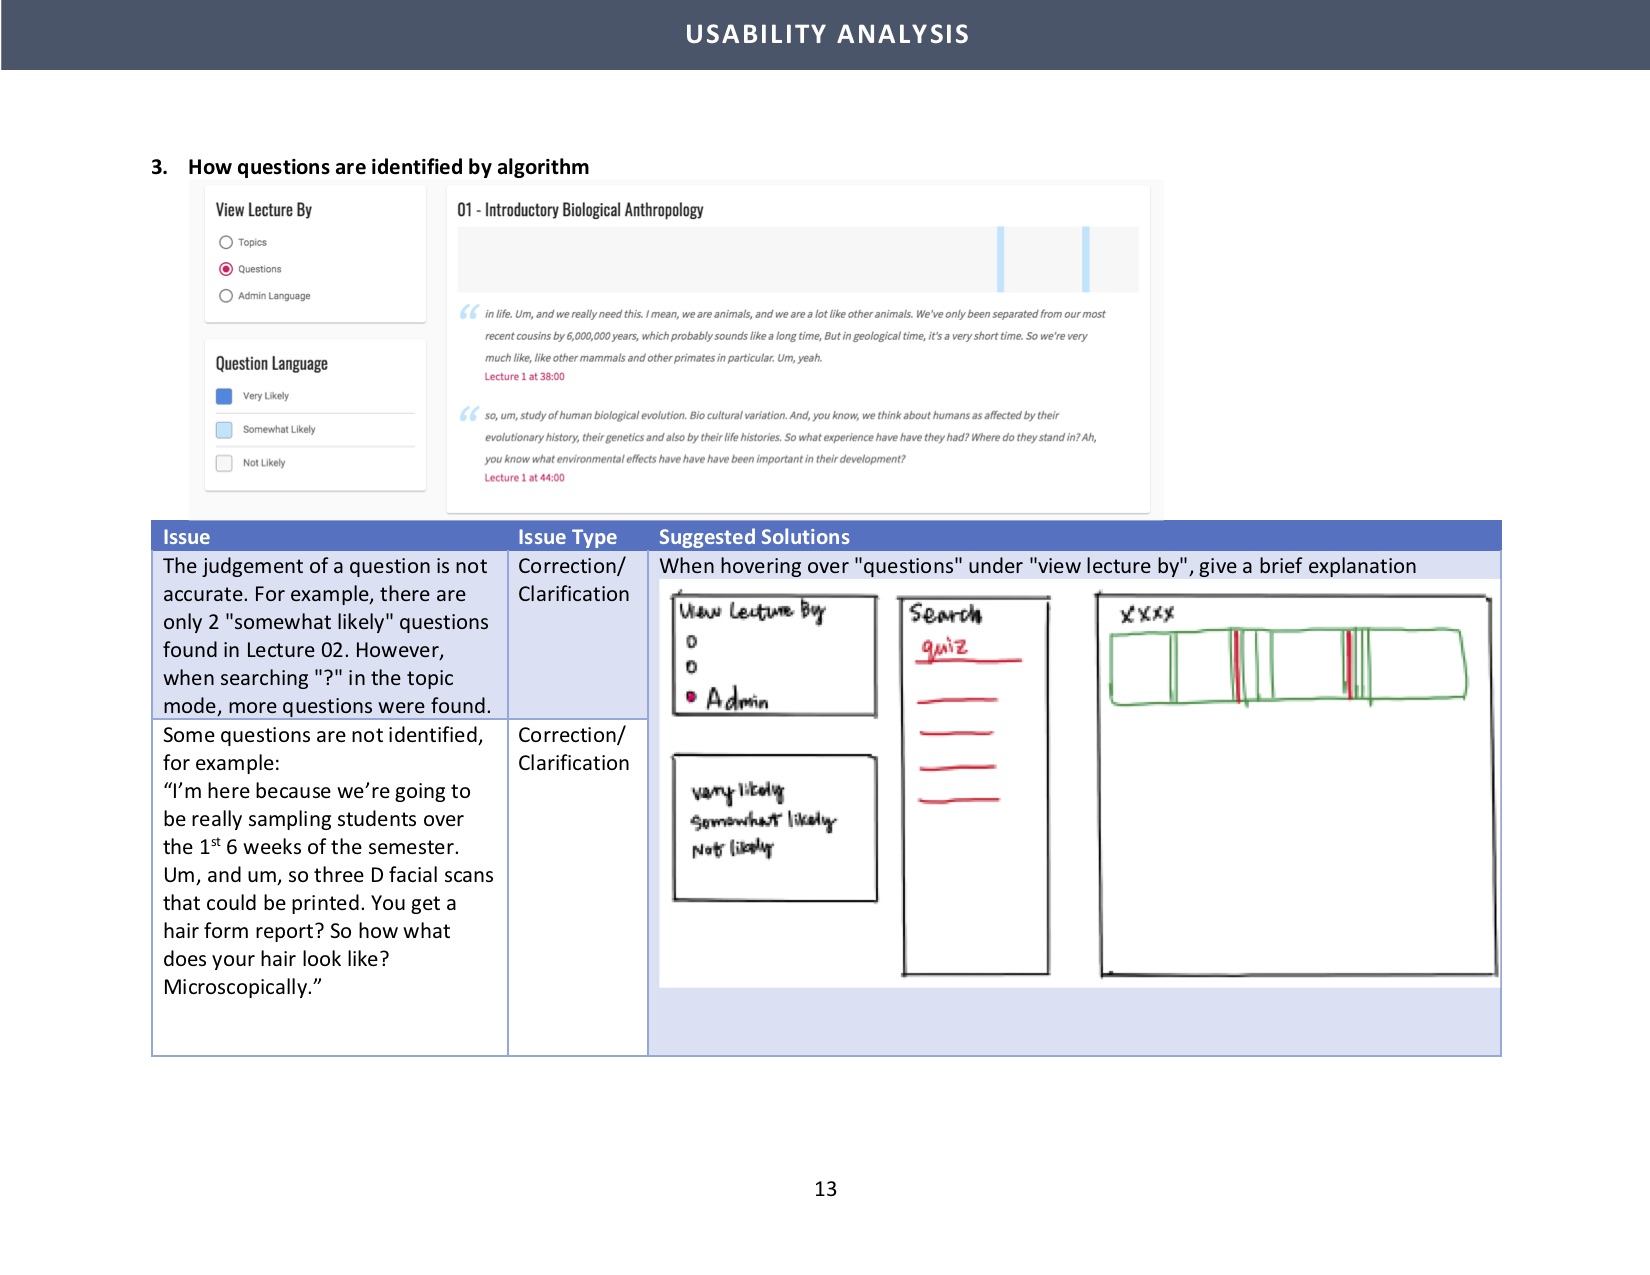 USABILITY ANALYSIS
3. How questions are identified by algorithm
View Lecture By
Topics
Questions
Admin Language
Question Language
Very Likely
Somewhat Likely
Not Likely
01 - Introductory Biological Anthropology
“ in life. Um, and we really need this. I mean, we are animals, and we are a lot like other animals. We've only been separated from our most
recent cousins by 6,000,000 years, which probably sounds like a long time, But in geological time, it's a very short time. So we're very
much like, like other mammals and other primates in particular. Um, yeah.
Lecture 1 at 38:00
“ so, um, study of human biological evolution. Bio cultural variation. And, you know, we think about humans as affected by their
evolutionary history, their genetics and also by their life histories. So what experience have have they had? Where do they stand in? Ah,
you know what environmental effects have have have been important in their development?
Lecture 1 at 44:00
Issue
Issue Type
Suggested Solutions
The judgement of a question is not
accurate. For example, there are
only 2 "somewhat likely" questions
found in Lecture 02. However,
when searching "?" in the topic
mode, more questions were found.
Correction/
Clarification
When hovering over "questions" under "view lecture by", give a brief explanation
View Lecture By
Admin
very likely
Somewhat likely
Not likely
Search
quiz
xxxx
Some questions are not identified,
for example:
“I’m here because we’re going to
be really sampling students over
the 1st 6 weeks of the semester.
Um, and um, so three D facial scans
that could be printed. You get a
hair form report? So how what
does your hair look like?
Microscopically.”
Correction/
Clarification
13